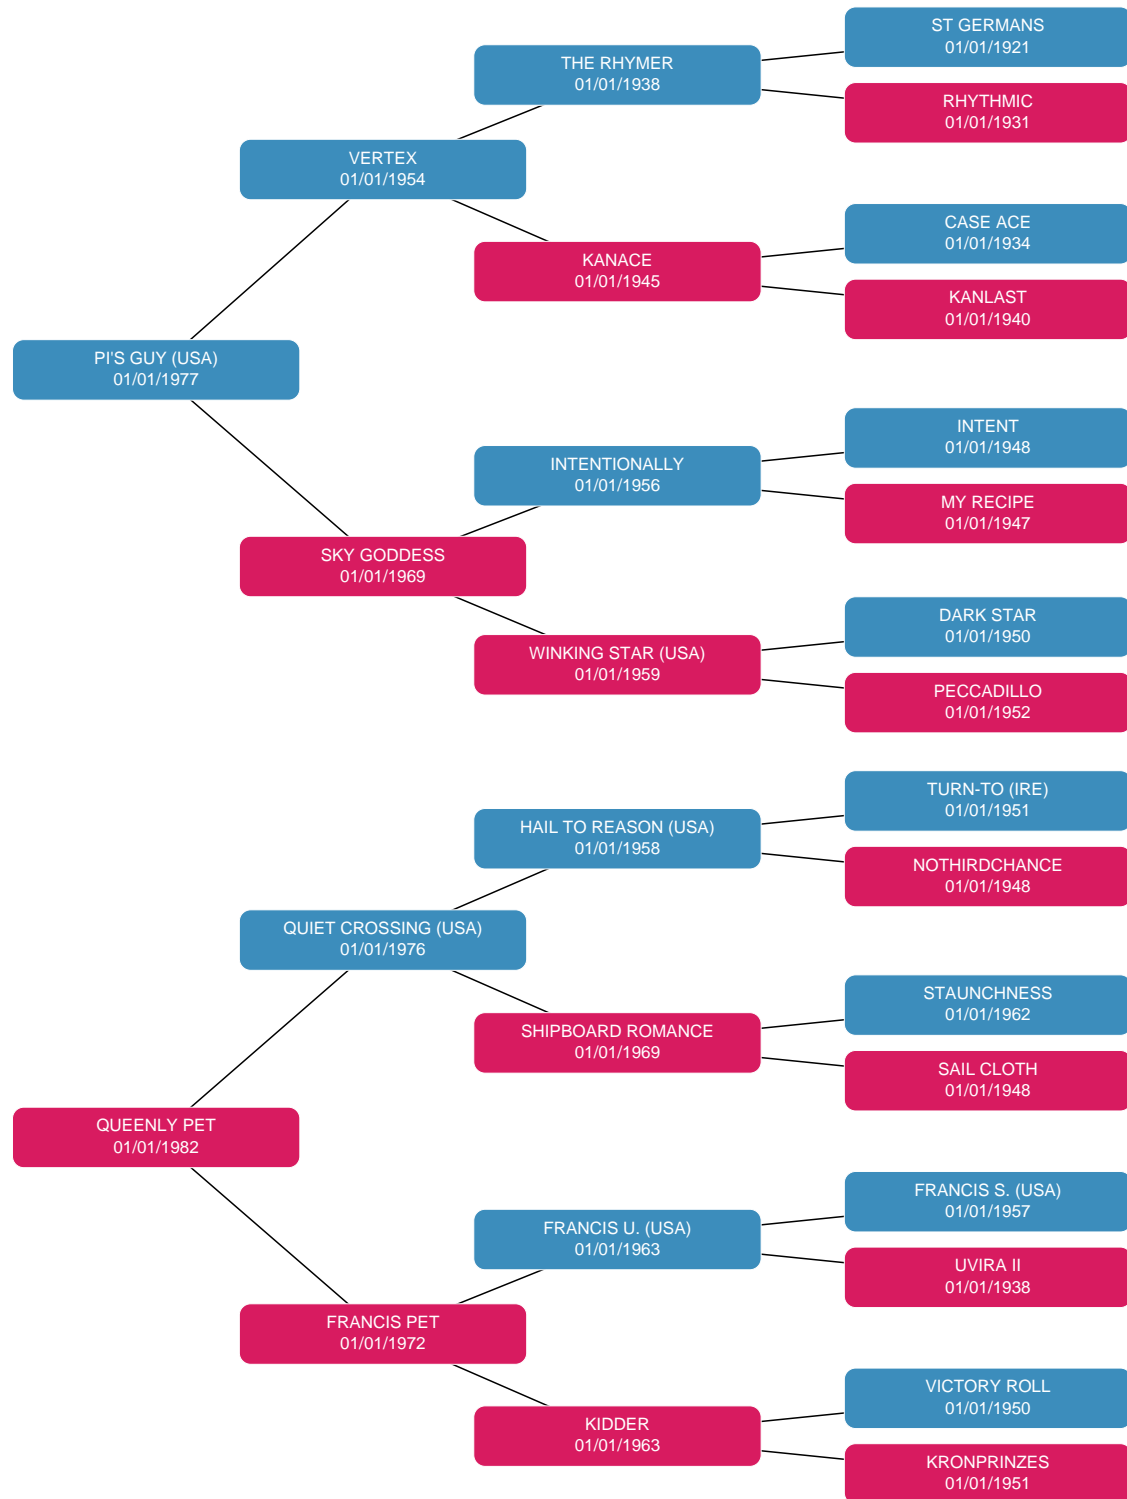 ST GERMANS
01/01/1921
THE RHYMER
01/01/1938
RHYTHMIC
01/01/1931
VERTEX
01/01/1954
CASE ACE
01/01/1934
KANACE
01/01/1945
KANLAST
01/01/1940
PI'S GUY (USA)
01/01/1977
INTENT
01/01/1948
INTENTIONALLY
01/01/1956
MY RECIPE
01/01/1947
SKY GODDESS
01/01/1969
DARK STAR
01/01/1950
WINKING STAR (USA)
01/01/1959
PECCADILLO
01/01/1952
TURN-TO (IRE)
01/01/1951
HAIL TO REASON (USA)
01/01/1958
NOTHIRDCHANCE
01/01/1948
QUIET CROSSING (USA)
01/01/1976
STAUNCHNESS
01/01/1962
SHIPBOARD ROMANCE
01/01/1969
SAIL CLOTH
01/01/1948
QUEENLY PET
01/01/1982
FRANCIS S. (USA)
01/01/1957
FRANCIS U. (USA)
01/01/1963
UVIRA II
01/01/1938
FRANCIS PET
01/01/1972
VICTORY ROLL
01/01/1950
KIDDER
01/01/1963
KRONPRINZES
01/01/1951